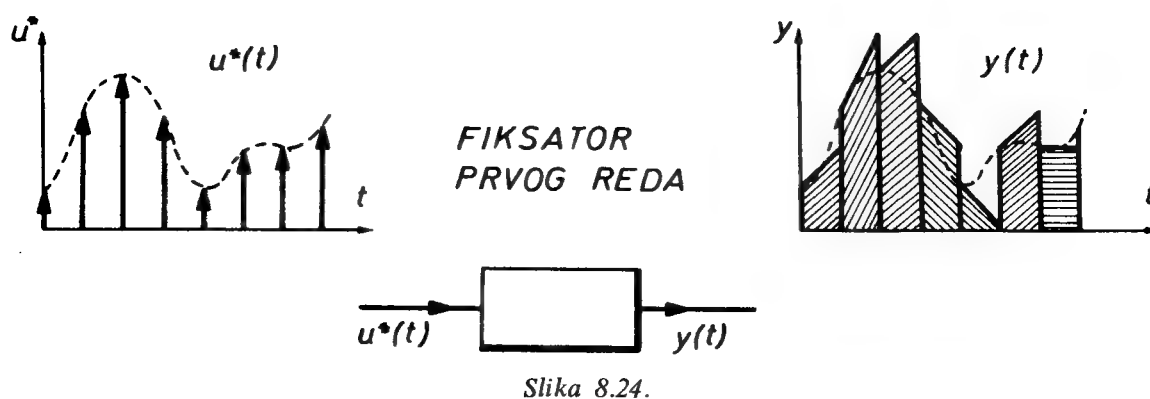 u*
u*(t)
t
FIKSATOR
PRVOG REDA
y
y(t)
t
u*(t)
y(t)
Slika 8.24.